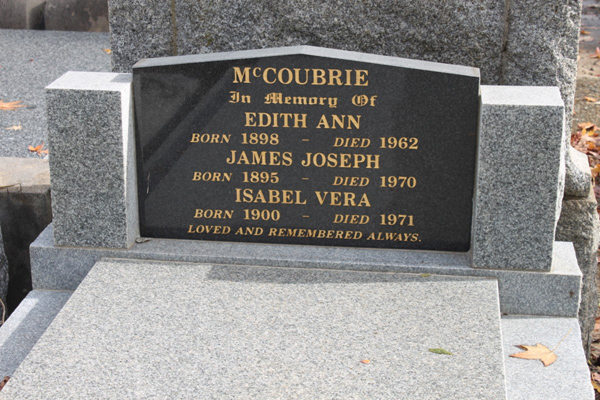 McCOUBRIE
In Memory Of
EDITH ANN
BORN 1898 – DIED 1962
JAMES JOSEPH
BORN 1895 – DIED 1970
ISABEL VERA
BORN 1900 – DIED 1971
LOVED AND REMEMBERED ALWAYS.